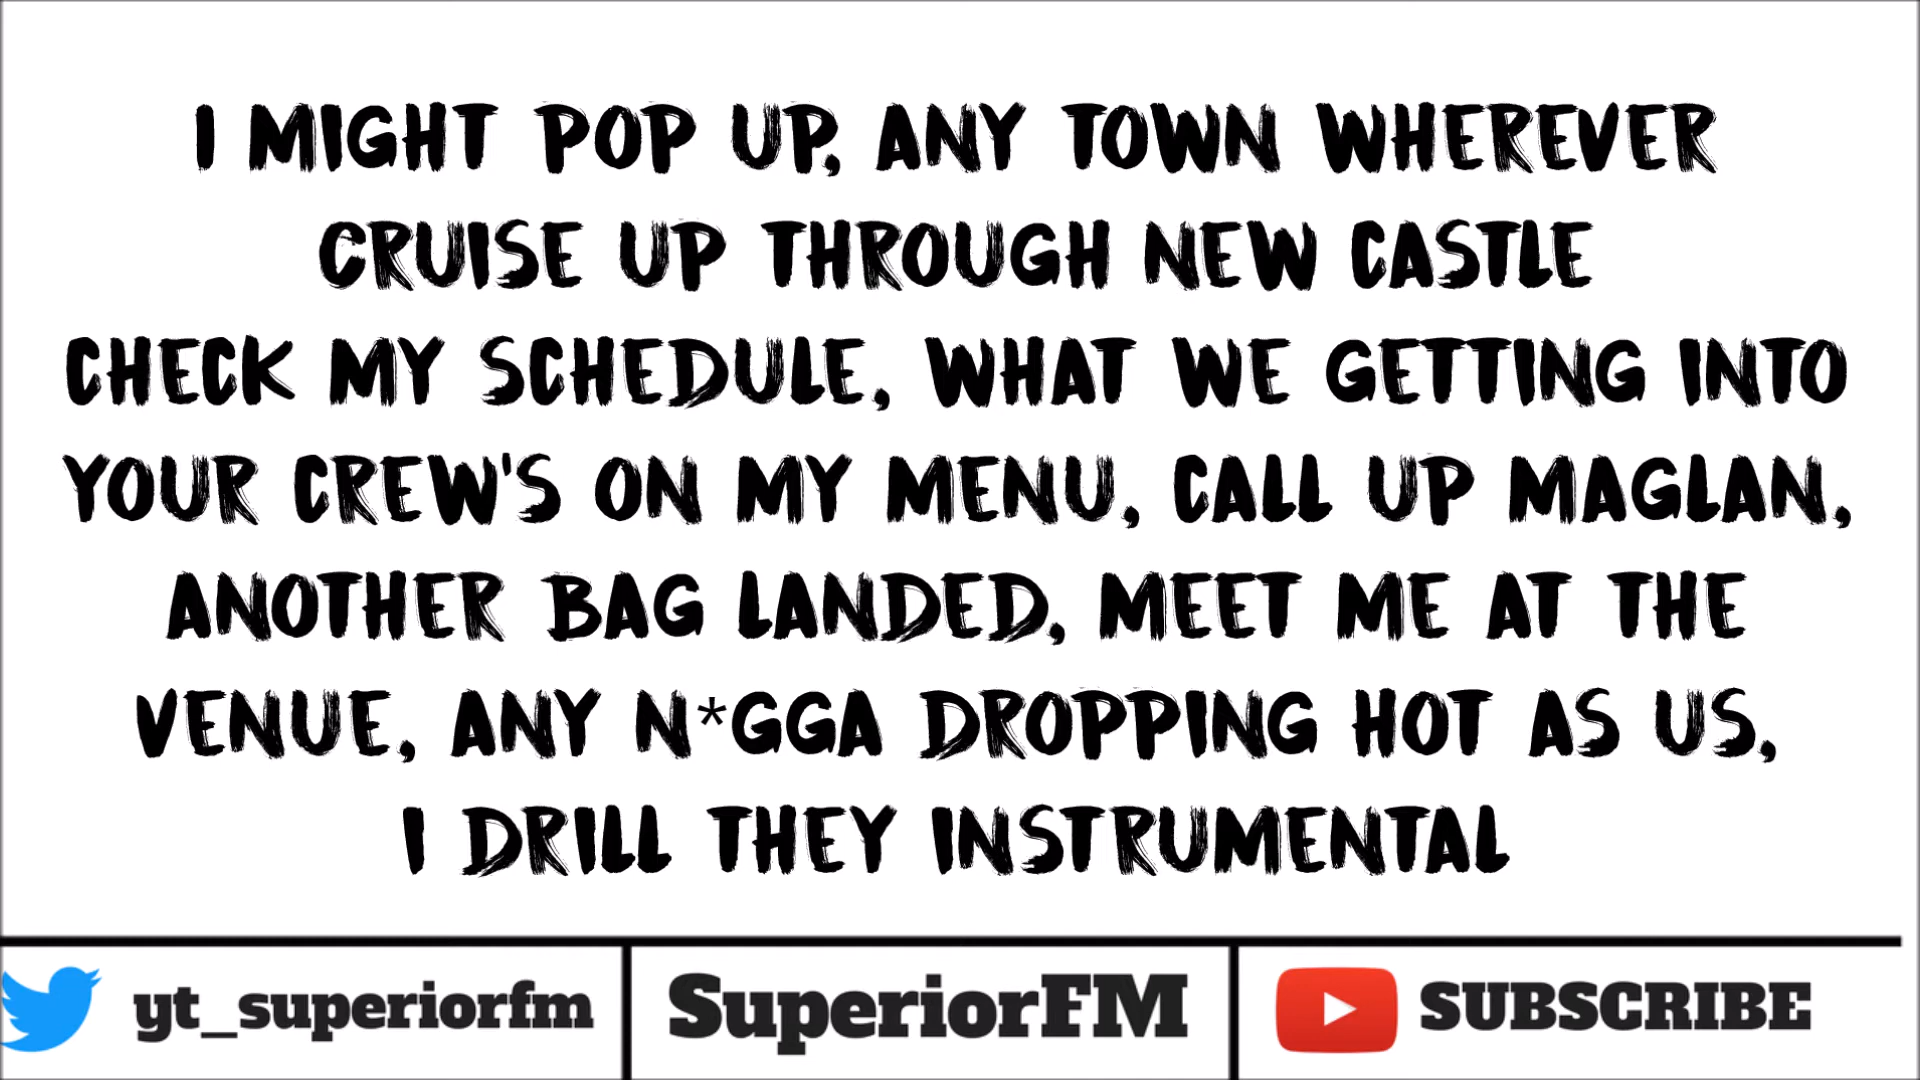 I MIGHT POP UP, ANY TOWN WHEREVER
CRUISE UP THROUGH NEW CASTLE
CHECK MY SCHEDULE, WHAT WE GETTING INTO
YOUR CREW'S ON MY MENU, CALL UP MAGLAN,
ANOTHER BAG LANDED, MEET ME AT THE
VENUE, ANY N*GGA DROPPING HOT AS US,
I DRILL THEY INSTRUMENTAL
yt_superiorfm
SuperiorFM
SUBSCRIBE